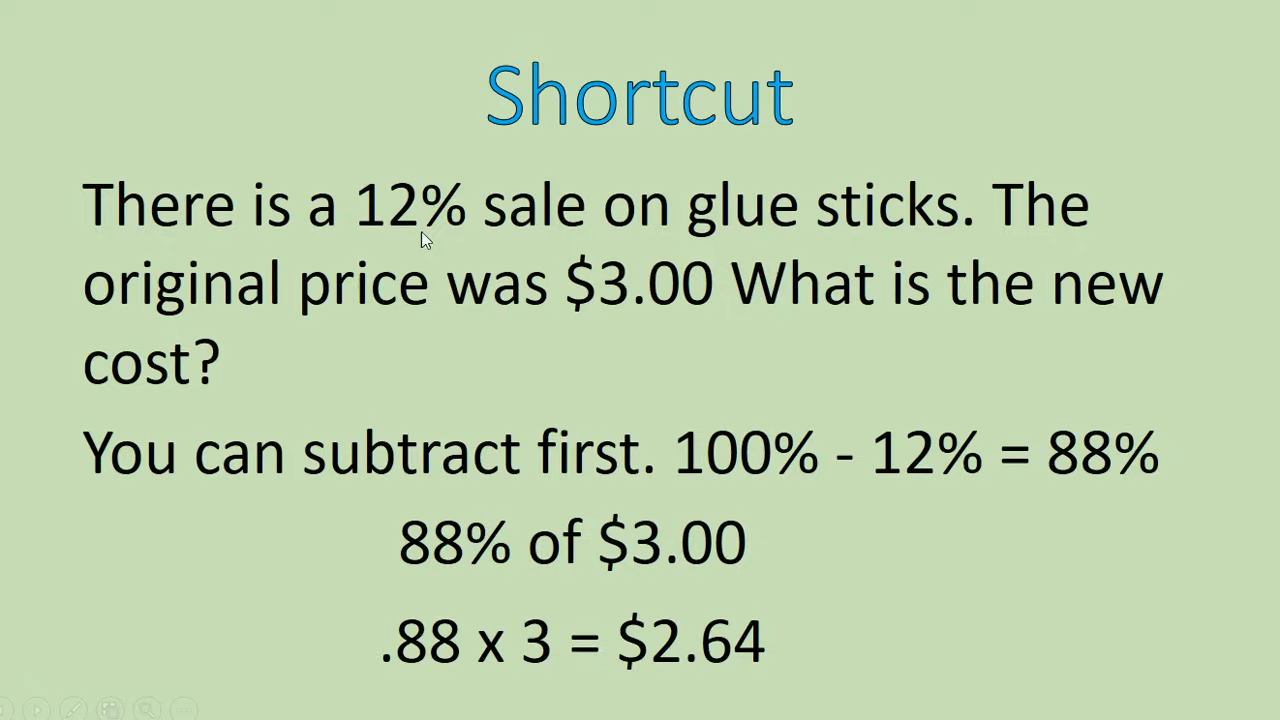 Shortcut
There is a 12% sale on glue sticks. The
original price was $3.00 What is the new
cost?
You can subtract first. 100% - 12% = 88%
88% of $3.00
.88 x 3 = $2.64